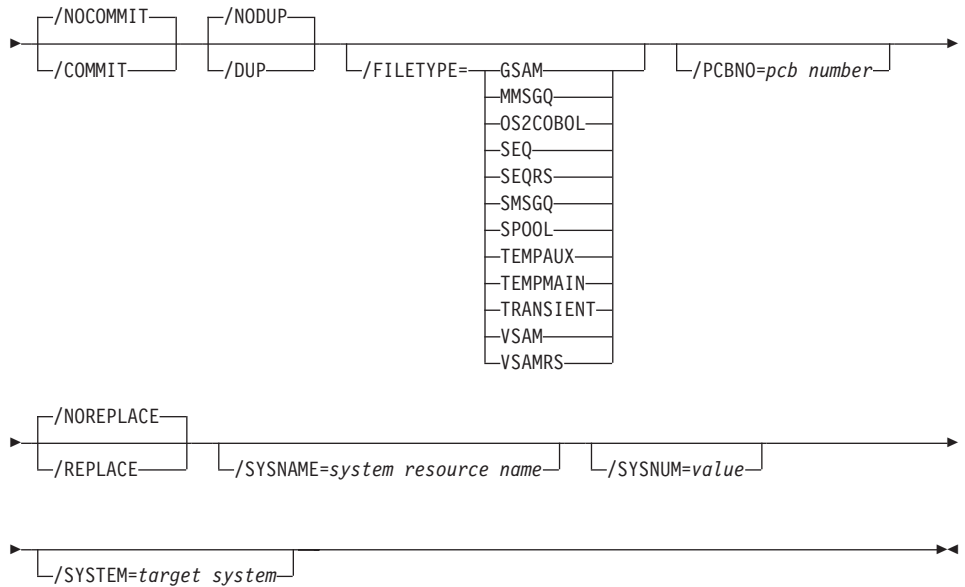 /NOCOMMIT /NODUP
/COMMIT /DUP /FILETYPE= GSAM /PCBNO=pcb number
MMSGQ
OS2COBOL
SEQ
SEQRS
SMSGQ
SPOOL
TEMPAUX
TEMPMAIN
TRANSIENT
VSAM
VSAMRS
/NOREPLACE
/REPLACE /SYSNAME=system resource name /SYSNUM=value
/SYSTEM=target system